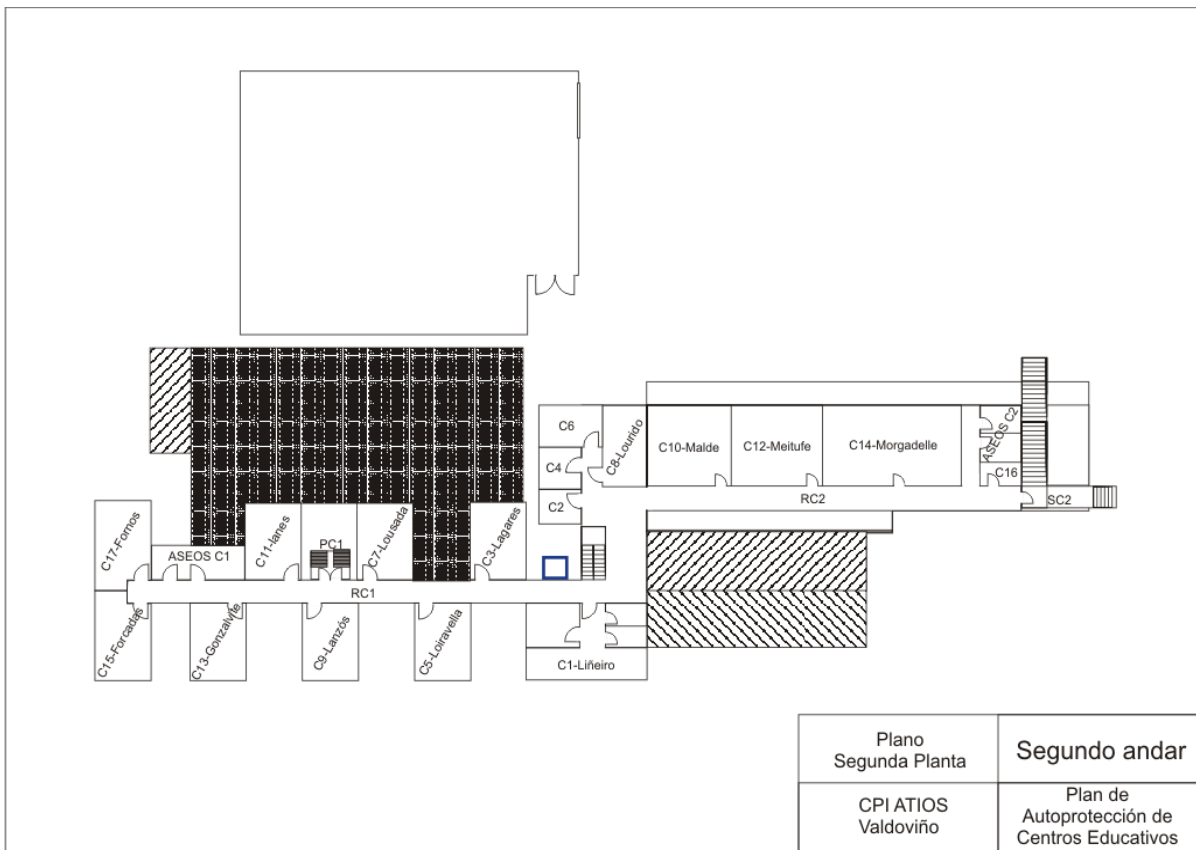 C6
C4
C2
C8-Lourido
C10-Malde
C12-Meitufe
C14-Morgadelle
ASEOS C2
C16
RC2
SC2
C17-Fornos
ASEOS C1
C11-Ianes
PC1
C7-Lousada
C3-Lagares
RC1
C15-Forcadas
C13-Gonzalvite
C9-Lanzós
C5-Loiravella
C1-Liñeiro
Plano
Segunda Planta
Segundo andar
CPI ATIOS
Valdoviño
Plan de
Autoprotección de
Centros Educativos